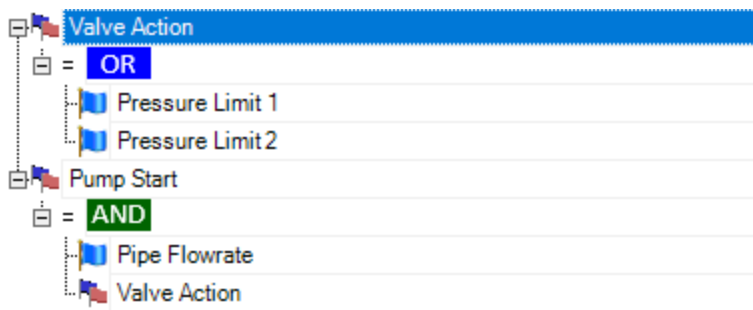 Valve Action
= OR
Pressure Limit 1
Pressure Limit 2
Pump Start
= AND
Pipe Flowrate
Valve Action